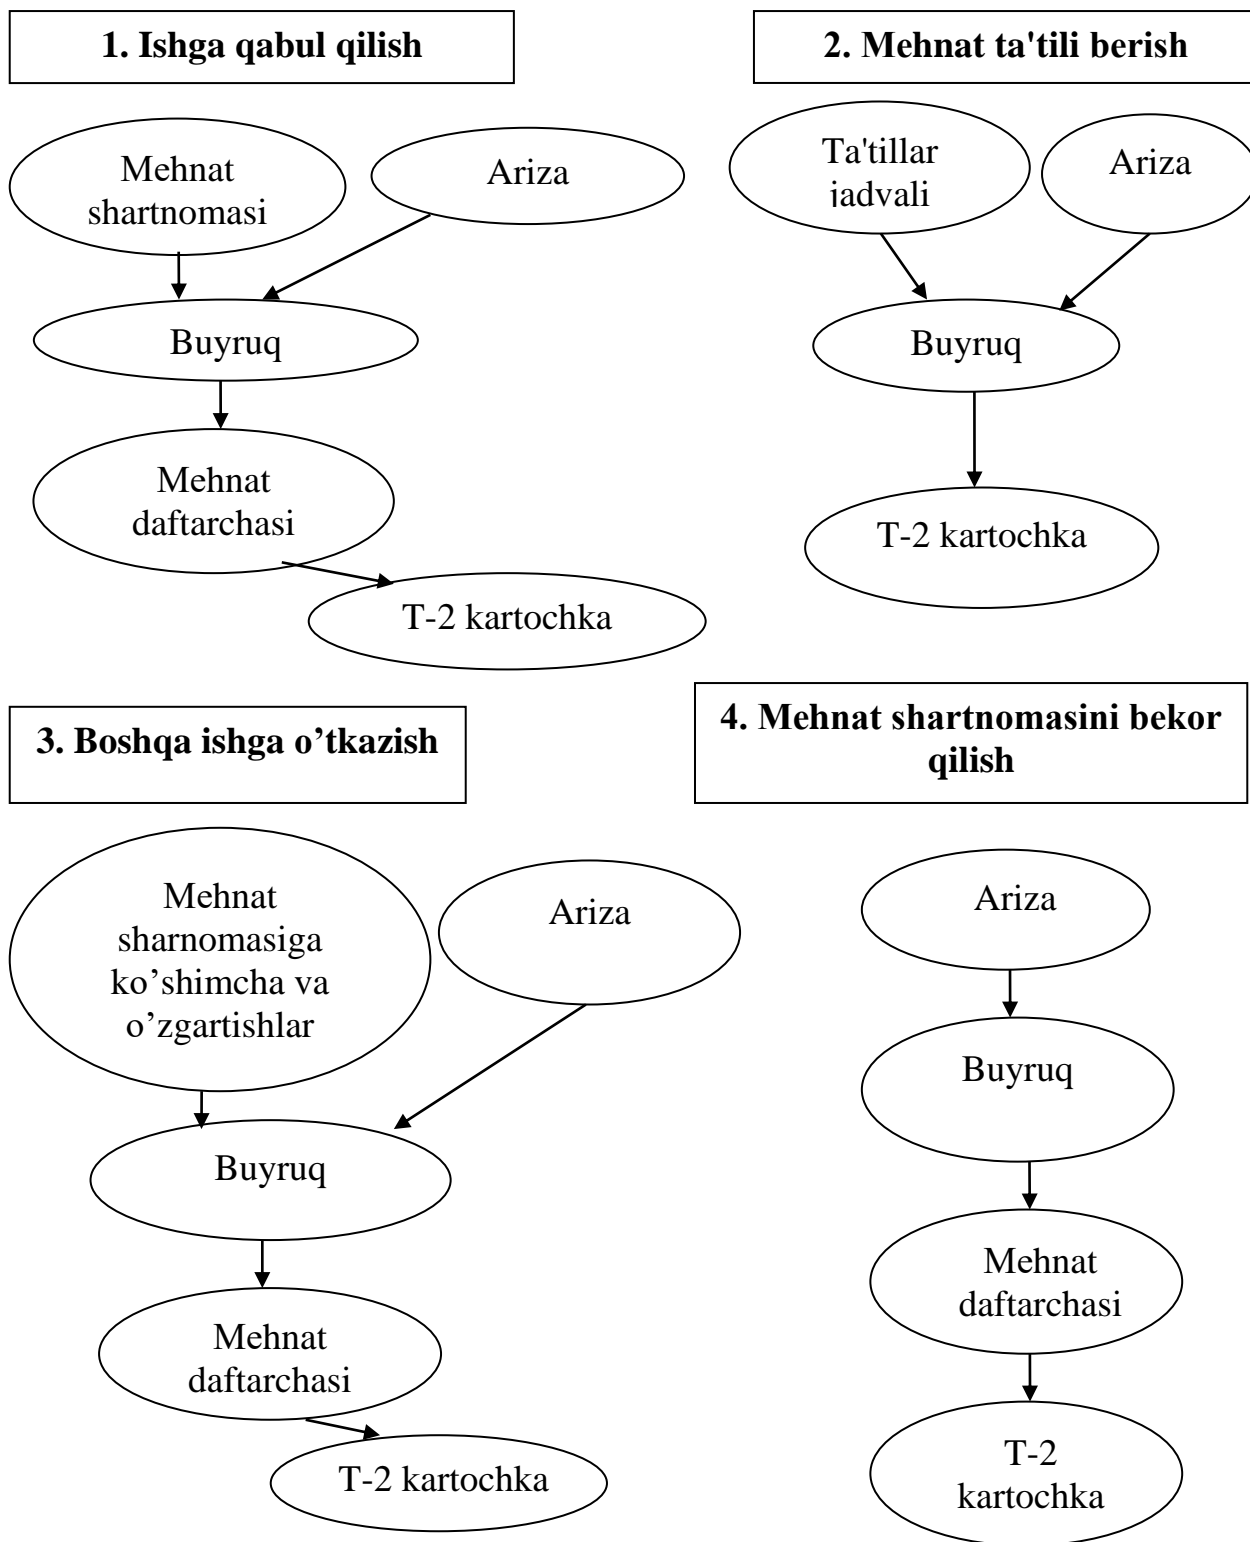 1. Ishga qabul qilish
Mehnat
shartnomasi
Ariza
Buyruq
Mehnat
daftarchasi
T-2 kartochka
2. Mehnat ta'tili berish
Ta'tillar
jadvali
Ariza
Buyruq
T-2 kartochka
3. Boshqa ishga o’tkazish
Mehnat
sharnomasiga
ko’shimcha va
o’zgartishlar
Ariza
Buyruq
Mehnat
daftarchasi
T-2 kartochka
4. Mehnat shartnomasini bekor
qilish
Ariza
Buyruq
Mehnat
daftarchasi
T-2
kartochka